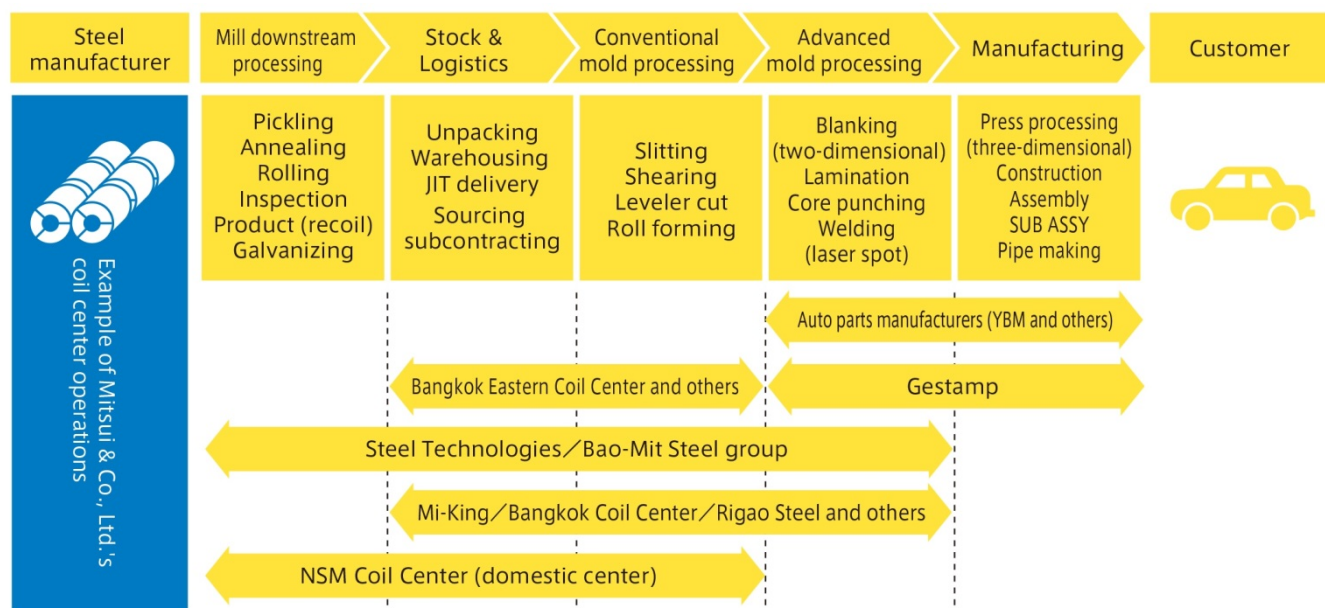 Steel
manufacturer
Mill downstream
processing
Stock &
Logistics
Conventional
mold processing
Advanced
mold processing
Manufacturing
Customer
Example of Mitsui & Co., Ltd.'s
coil center operations
Pickling
Annealing
Rolling
Inspection
Product (recoil)
Galvanizing
Unpacking
Warehousing
JIT delivery
Sourcing
subcontracting
Slitting
Shearing
Leveler cut
Roll forming
Blanking
(two-dimensional)
Lamination
Core punching
Welding
(laser spot)
Press processing
(three-dimensional)
Construction
Assembly
SUB ASSY
Pipe making
Auto parts manufacturers (YBM and others)
Bangkok Eastern Coil Center and others
Gestamp
Steel Technologies／Bao-Mit Steel group
Mi-King／Bangkok Coil Center／Rigao Steel and others
NSM Coil Center (domestic center)